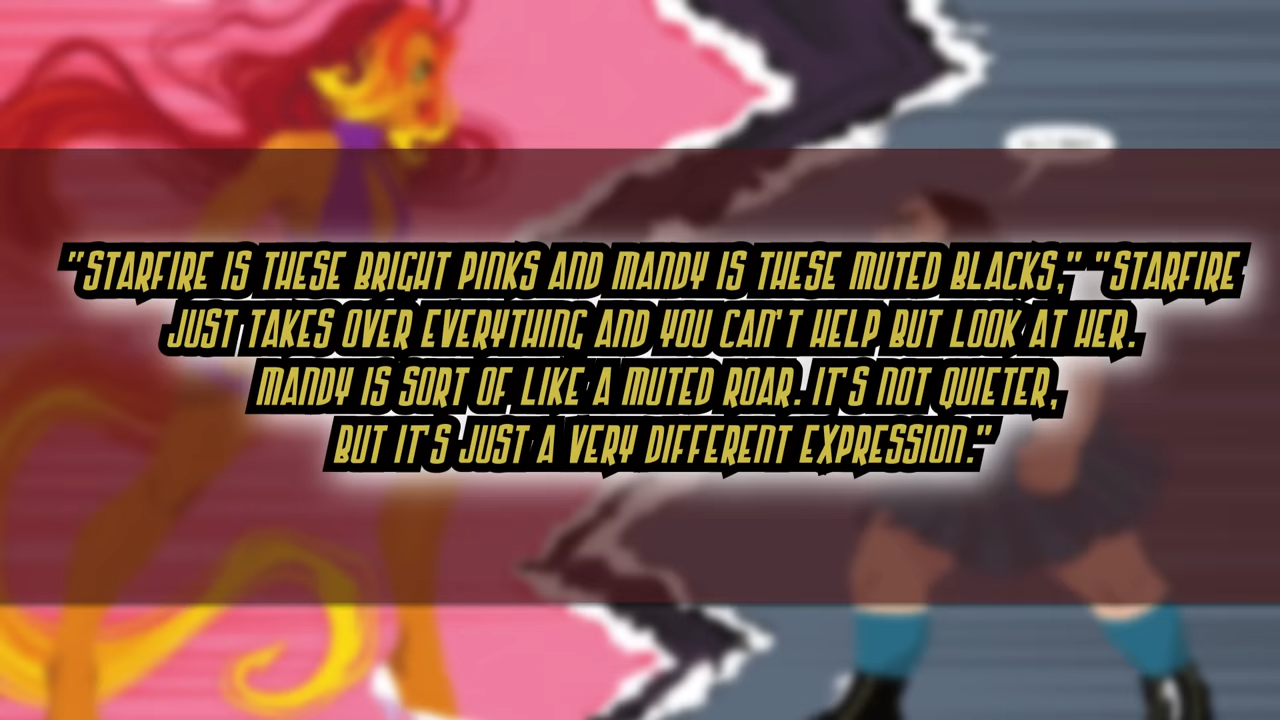 "STARFIRE IS THESE BRIGHT PINKS AND MANDY IS THESE MUTED BLACKS," "STARFIRE
JUST TAKES OVER EVERYTHING AND YOU CAN'T HELP BUT LOOK AT HER.
MANDY IS SORT OF LIKE A MUTED ROAR. IT'S NOT QUIETER,
BUT IT'S JUST A VERY DIFFERENT EXPRESSION."